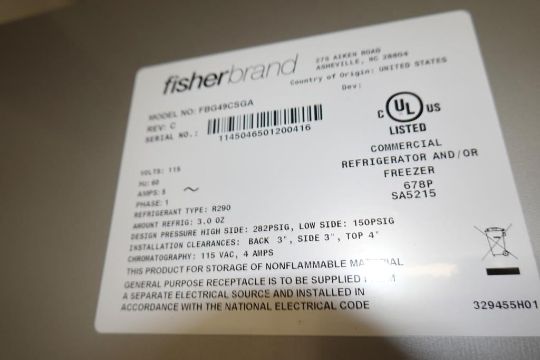 fisherbrand
275 AIKEN ROAD
ASHEVILLE, NC 28804
Country of Origin: UNITED STATES
Dev:
MODEL NO: FBG49CSGA
REV: C
SERIAL NO.:
1145046501200416
C UL US
LISTED
COMMERCIAL
REFRIGERATOR AND/OR
FREEZER
678P
SA5215
VOLTS: 115
Hz: 60
AMPS: 5 ~
PHASE: 1
REFRIGERANT TYPE: R290
AMOUNT REFRIG: 3.0 OZ
DESIGN PRESSURE HIGH SIDE: 282PSIG, LOW SIDE: 150PSIG
INSTALLATION CLEARANCES: BACK 3", SIDE 3", TOP 4"
CHROMATOGRAPHY: 115 VAC, 4 AMPS
THIS PRODUCT FOR STORAGE OF NONFLAMMABLE MATERIAL
GENERAL PURPOSE RECEPTACLE IS TO BE SUPPLIED FROM
A SEPARATE ELECTRICAL SOURCE AND INSTALLED IN
ACCORDANCE WITH THE NATIONAL ELECTRICAL CODE
329455H01